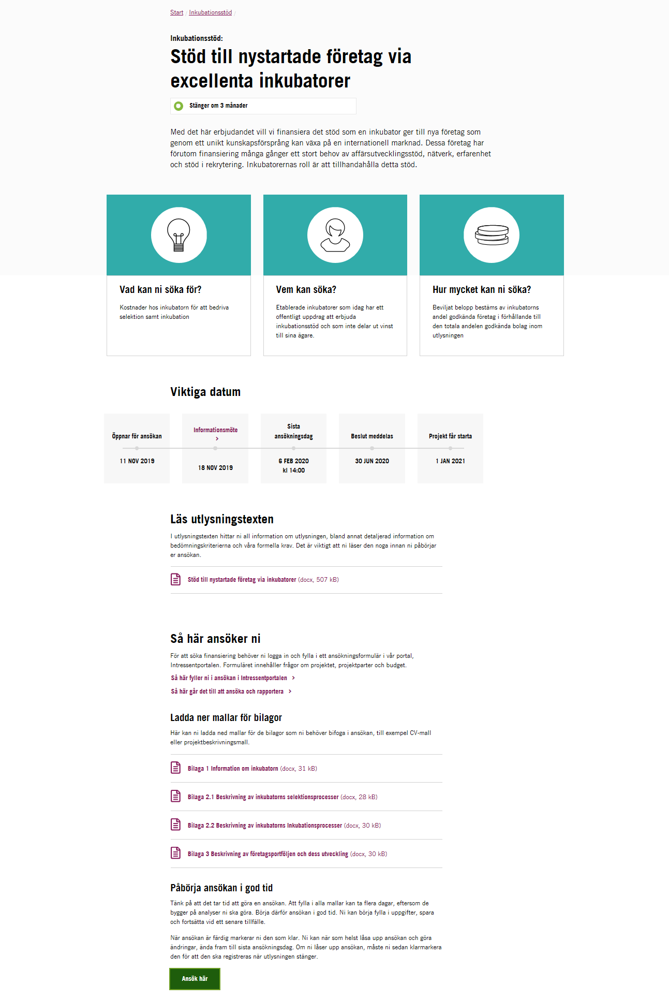 Start / Inkubationsstöd /
Inkubationsstöd:
Stöd till nystartade företag via
excellenta inkubatorer
Stänger om 3 månader
Med det här erbjudandet vill vi finansiera det stöd som en inkubator ger till nya företag som
genom ett unikt kunskapsförsprång kan växa på en internationell marknad. Dessa företag har
förutom finansiering många gånger ett stort behov av affärsutvecklingsstöd, nätverk, erfarenhet
och stöd i rekrytering. Inkubatorernas roll är att tillhandahålla detta stöd.
Vad kan ni söka för?
Kostnader hos inkubatorn för att bedriva
selektion samt inkubation
Vem kan söka?
Etablerade inkubatorer som idag har ett
offentligt uppdrag att erbjuda
inkubationsstöd och som inte delar ut vinst
till sina ägare.
Hur mycket kan ni söka?
Beviljat belopp bestäms av inkubatorns
andel godkända företag i förhållande till
den totala andelen godkända bolag inom
utlysningen
Viktiga datum
Öppnar för ansökan
11 NOV 2019
Informationsmöte
18 NOV 2019
Sista
ansökningsdag
6 FEB 2020
kl 14:00
Beslut meddelas
30 JUN 2020
Projekt får starta
1 JAN 2021
Läs utlysningstexten
I utlysningstexten hittar ni all information om utlysningen, bland annat detaljerad information om
bedömningskriterierna och våra formella krav. Det är viktigt att ni läser den noga innan ni påbörjar
er ansökan.
Stöd till nystartade företag via inkubatorer (docx, 507 kB)
Så här ansöker ni
För att söka finansiering behöver ni logga in och fylla i ett ansökningsformulär i vår portal,
Intressentportalen. Formuläret innehåller frågor om projektet, projektparter och budget.
Så här fyller ni i ansökan i Intressentportalen
Så här går det till att ansöka och rapportera
Ladda ner mallar för bilagor
Här kan ni ladda ned mallar för de bilagor som ni behöver bifoga i ansökan, till exempel CV-mall
eller projektbeskrivningsmall.
Bilaga 1 Information om inkubatorn (docx, 31 kB)
Bilaga 2.1 Beskrivning av inkubatorns selektionsprocesser (docx, 28 kB)
Bilaga 2.2 Beskrivning av inkubatorns Inkubationsprocesser (docx, 30 kB)
Bilaga 3 Beskrivning av företagsportföljen och dess utveckling (docx, 30 kB)
Påbörja ansökan i god tid
Tänk på att det tar tid att göra en ansökan. Att fylla i alla mallar kan ta flera dagar, eftersom de
bygger på analyser ni ska göra. Börja därför ansökan i god tid. Ni kan börja fylla i uppgifter, spara
och fortsätta vid ett senare tillfälle.
När ansökan är färdig markerar ni den som klar. Ni kan när som helst låsa upp ansökan och göra
ändringar, ända fram till sista ansökningsdag. Om ni låser upp ansökan, måste ni sedan klarmarkera
den för att den ska registreras när utlysningen stänger.
Ansök här